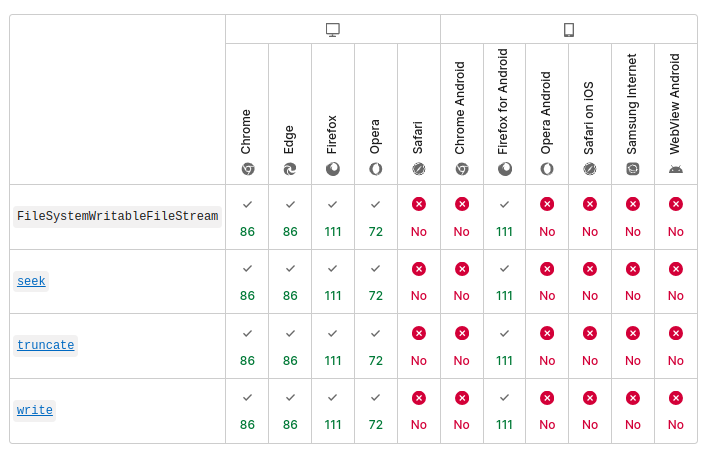 Chrome Edge Firefox Opera Safari Chrome Android Firefox for Android Opera Android Safari on iOS Samsung Internet WebView Android
FileSystemWritableFileStream 86 86 111 72 No No 111 No No No No
seek 86 86 111 72 No No 111 No No No No
truncate 86 86 111 72 No No 111 No No No No
write 86 86 111 72 No No 111 No No No No